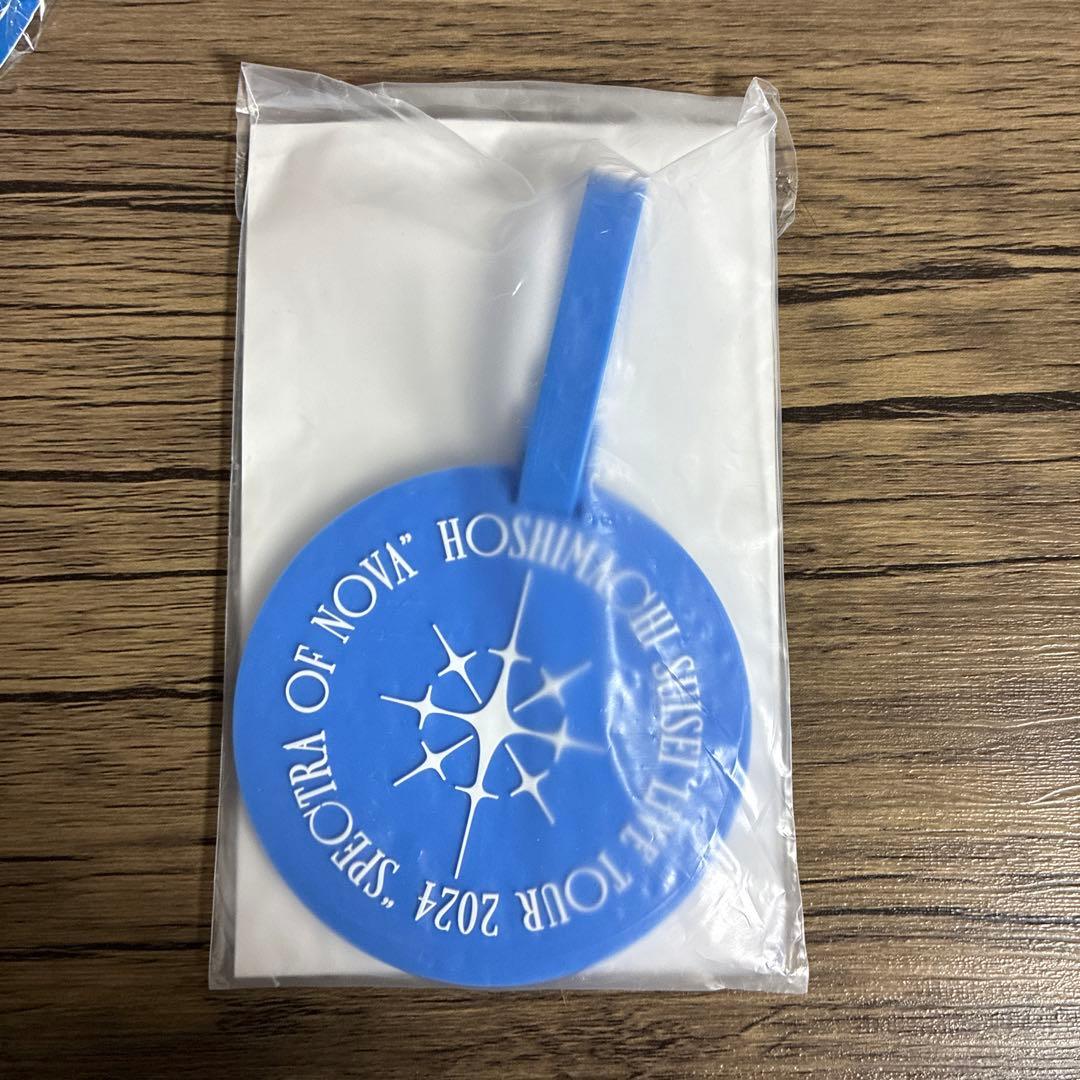 HOSHIMACHI SUISEI LIVE TOUR 2024 "SPECTRA OF NOVA"